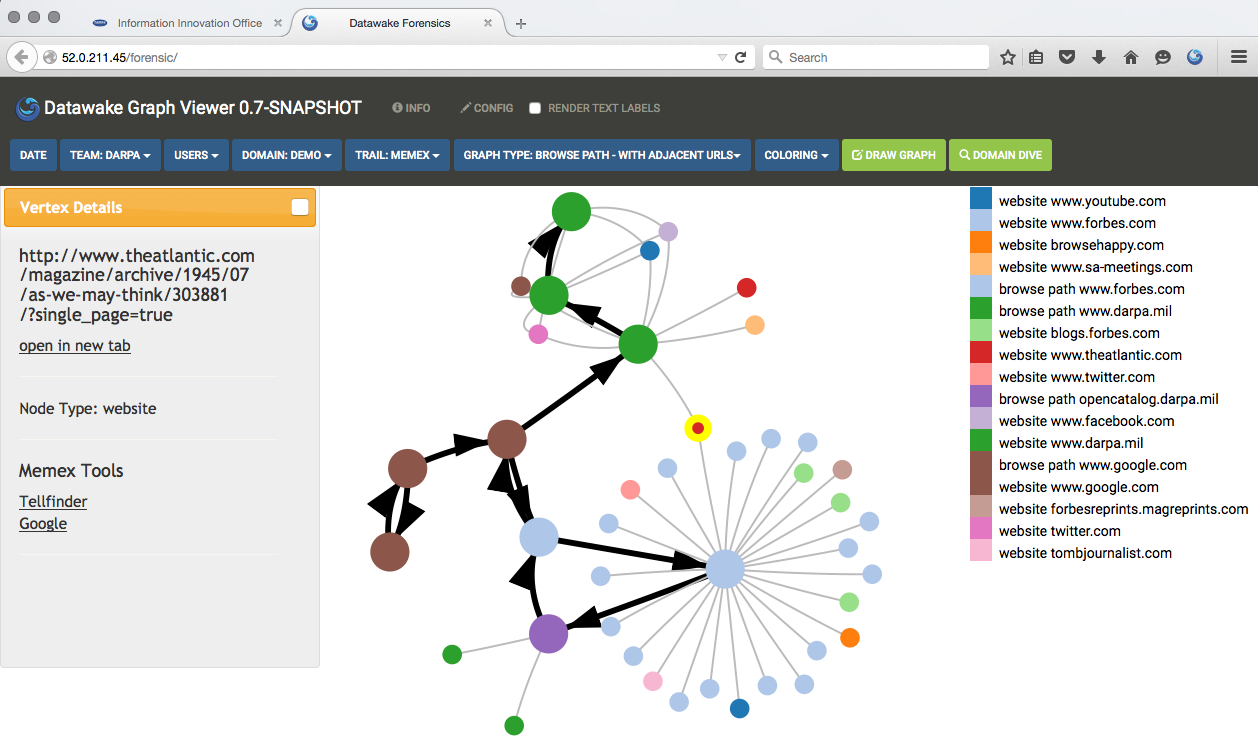 Information Innovation Office
Datawake Forensics
52.0.211.45/forensic/
Search
Datawake Graph Viewer 0.7-SNAPSHOT
INFO
CONFIG
RENDER TEXT LABELS
DATE
TEAM: DARPA
USERS
DOMAIN: DEMO
TRAIL: MEMEX
GRAPH TYPE: BROWSE PATH - WITH ADJACENT URLS
COLORING
DRAW GRAPH
DOMAIN DIVE
Vertex Details
http://www.theatlantic.com
/magazine/archive/1945/07
/as-we-may-think/303881
/?single_page=true
open in new tab
Node Type: website
Memex Tools
Tellfinder
Google
website www.youtube.com
website www.forbes.com
website browsehappy.com
website www.sa-meetings.com
browse path www.forbes.com
browse path www.darpa.mil
website blogs.forbes.com
website www.theatlantic.com
website www.twitter.com
browse path opencatalog.darpa.mil
website www.facebook.com
website www.darpa.mil
browse path www.google.com
website www.google.com
website forbesreprints.magreprints.com
website twitter.com
website tombjournalist.com